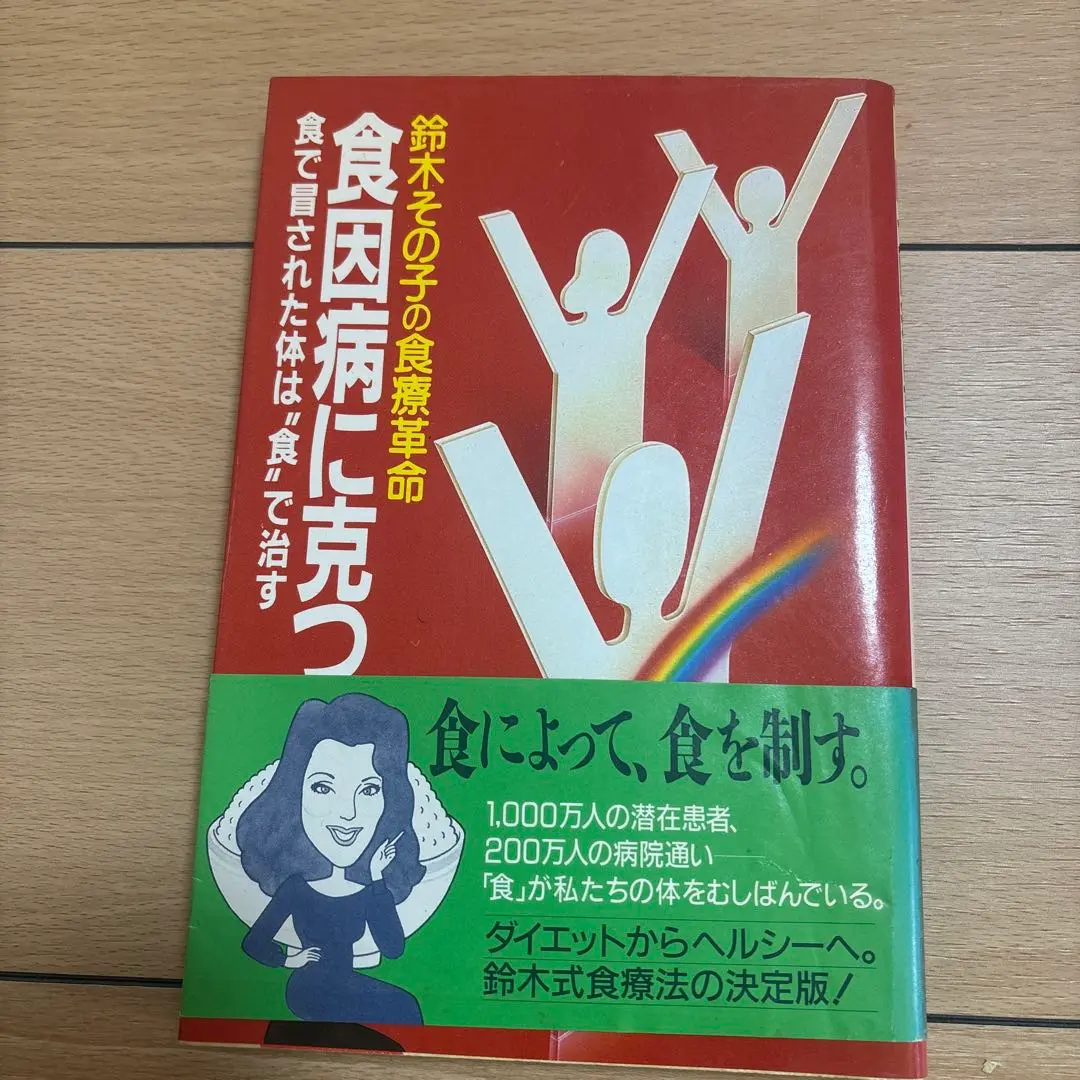 鈴木その子の食療革命
食因病に克つ
食で冒された体は"食"で治す
食によって、食を制す。
1,000万人の潜在患者、
200万人の病院通い──
「食」が私たちの体をむしばんでいる。
ダイエットからヘルシーへ。
鈴木式食療法の決定版!